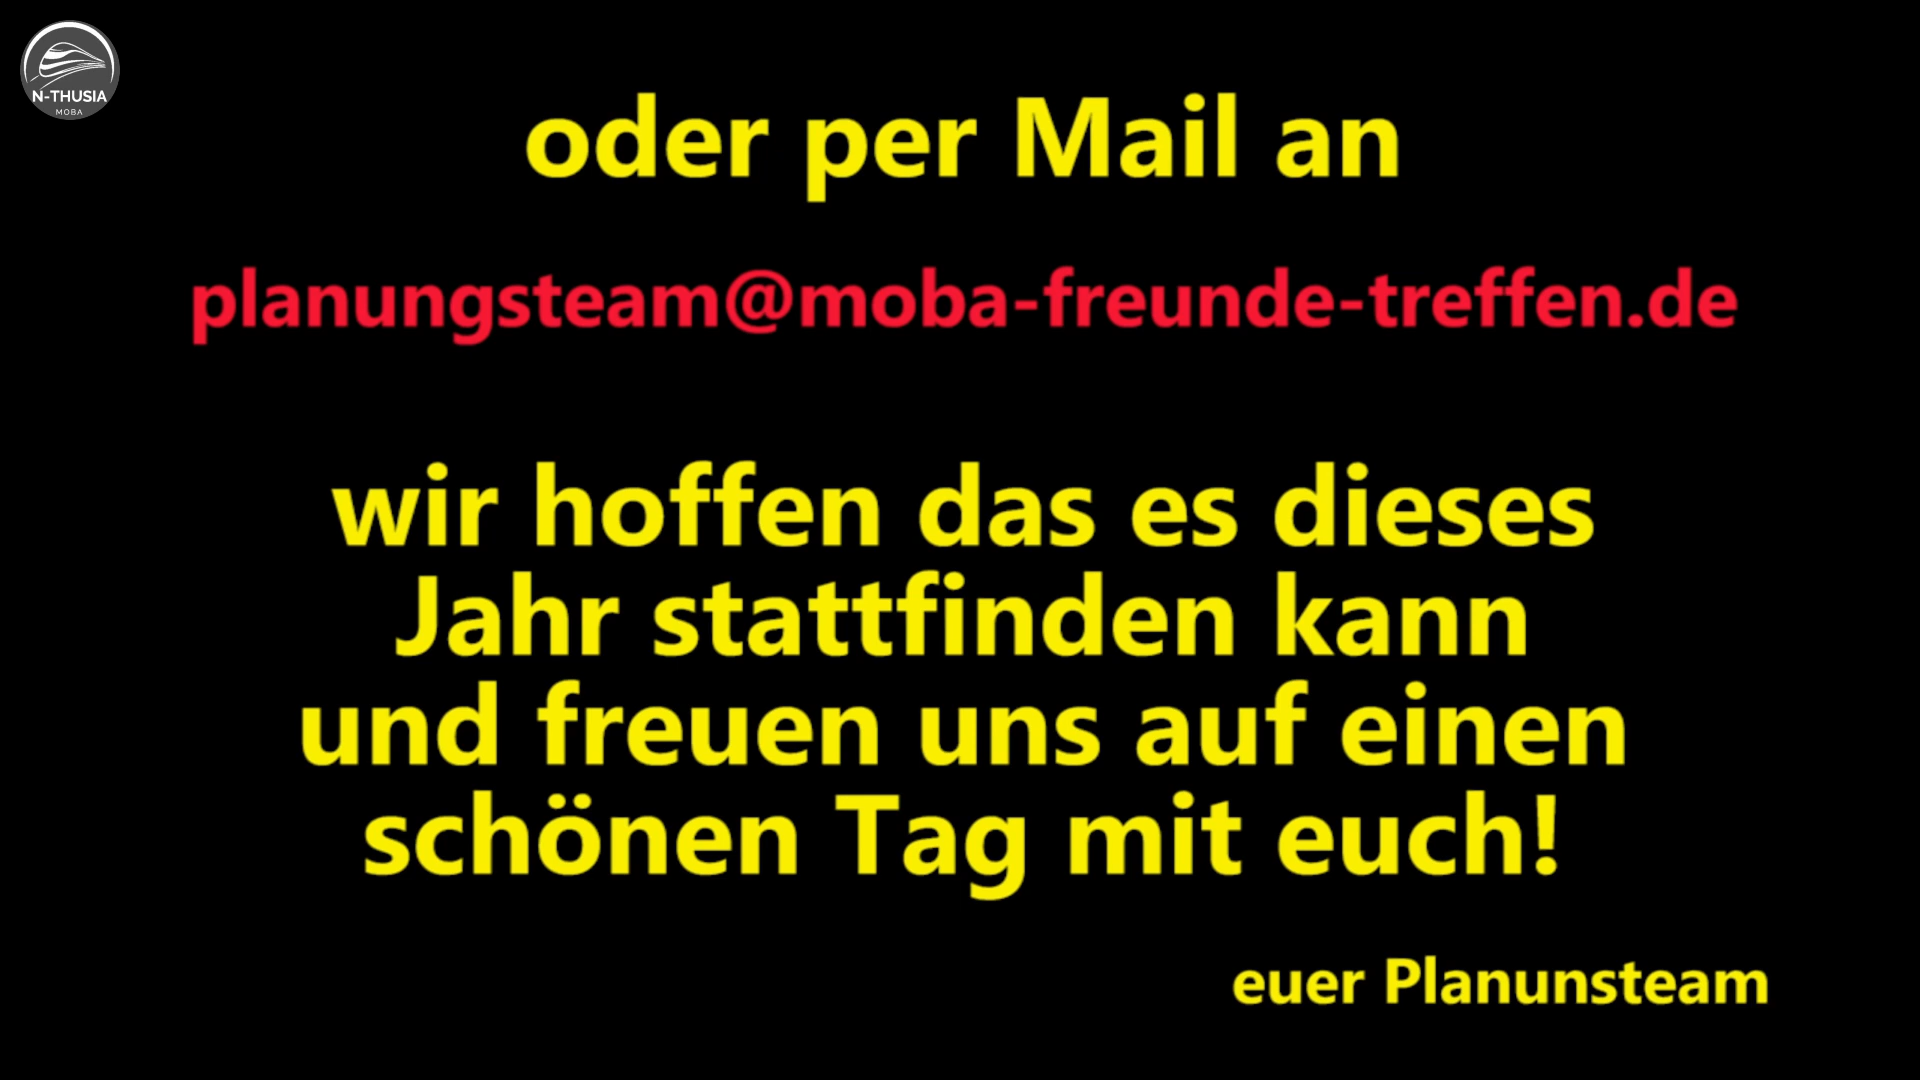 N-THUSIA
MOBA
oder per Mail an
planungsteam@moba-freunde-treffen.de
wir hoffen das es dieses
Jahr stattfinden kann
und freuen uns auf einen
schönen Tag mit euch!
euer Planunsteam